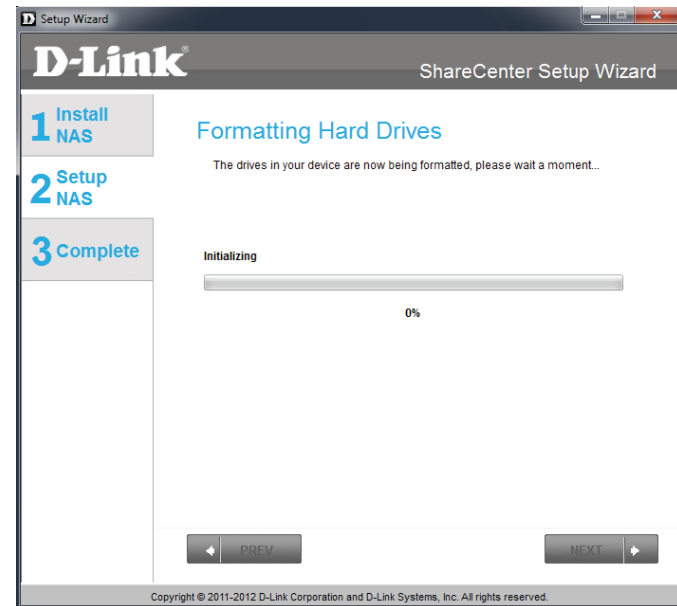 Setup Wizard
D-Link®
ShareCenter Setup Wizard
1 Install
NAS
2 Setup
NAS
3 Complete
Formatting Hard Drives
The drives in your device are now being formatted, please wait a moment...
Initializing
0%
PREV
NEXT
Copyright © 2011-2012 D-Link Corporation and D-Link Systems, Inc. All rights reserved.